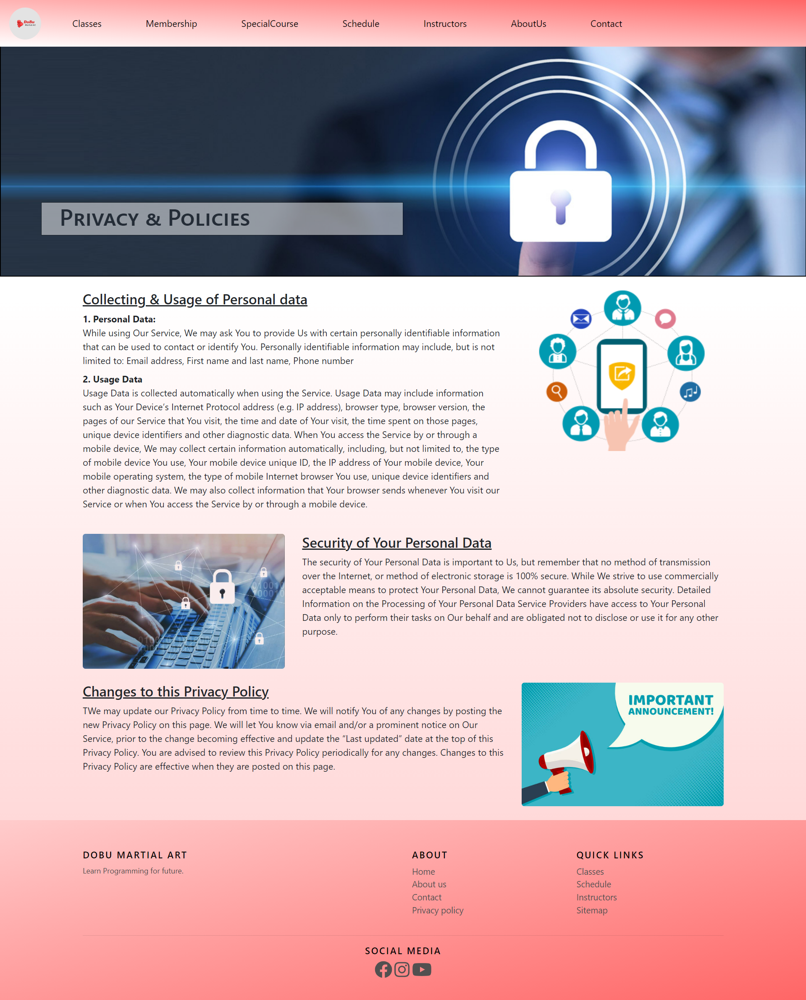 DoBu
Martial Art
Classes
Membership
SpecialCourse
Schedule
Instructors
AboutUs
Contact
Privacy & Policies
Collecting & Usage of Personal data
1. Personal Data:
While using Our Service, We may ask You to provide Us with certain personally identifiable information
that can be used to contact or identify You. Personally identifiable information may include, but is not
limited to: Email address, First name and last name, Phone number
2. Usage Data
Usage Data is collected automatically when using the Service. Usage Data may include information
such as Your Device’s Internet Protocol address (e.g. IP address), browser type, browser version, the
pages of our Service that You visit, the time and date of Your visit, the time spent on those pages,
unique device identifiers and other diagnostic data. When You access the Service by or through a
mobile device, We may collect certain information automatically, including, but not limited to, the type
of mobile device You use, Your mobile device unique ID, the IP address of Your mobile device, Your
mobile operating system, the type of mobile Internet browser You use, unique device identifiers and
other diagnostic data. We may also collect information that Your browser sends whenever You visit our
Service or when You access the Service by or through a mobile device.
Security of Your Personal Data
The security of Your Personal Data is important to Us, but remember that no method of transmission
over the Internet, or method of electronic storage is 100% secure. While We strive to use commercially
acceptable means to protect Your Personal Data, We cannot guarantee its absolute security. Detailed
Information on the Processing of Your Personal Data Service Providers have access to Your Personal
Data only to perform their tasks on Our behalf and are obligated not to disclose or use it for any other
purpose.
Changes to this Privacy Policy
TWe may update our Privacy Policy from time to time. We will notify You of any changes by posting the
new Privacy Policy on this page. We will let You know via email and/or a prominent notice on Our
Service, prior to the change becoming effective and update the “Last updated” date at the top of this
Privacy Policy. You are advised to review this Privacy Policy periodically for any changes. Changes to this
Privacy Policy are effective when they are posted on this page.
IMPORTANT
ANNOUNCEMENT!
DOBU MARTIAL ART
Learn Programming for future.
ABOUT
Home
About us
Contact
Privacy policy
QUICK LINKS
Classes
Schedule
Instructors
Sitemap
SOCIAL MEDIA